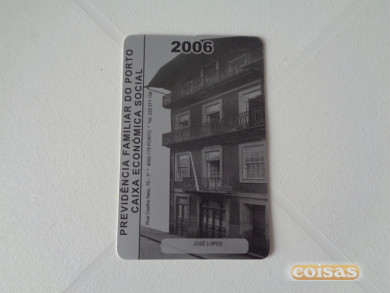 2006
PREVIDÊNCIA FAMILIAR DO PORTO
CAIXA ECONÓMICA SOCIAL
JOSÉ LOPES
coisas